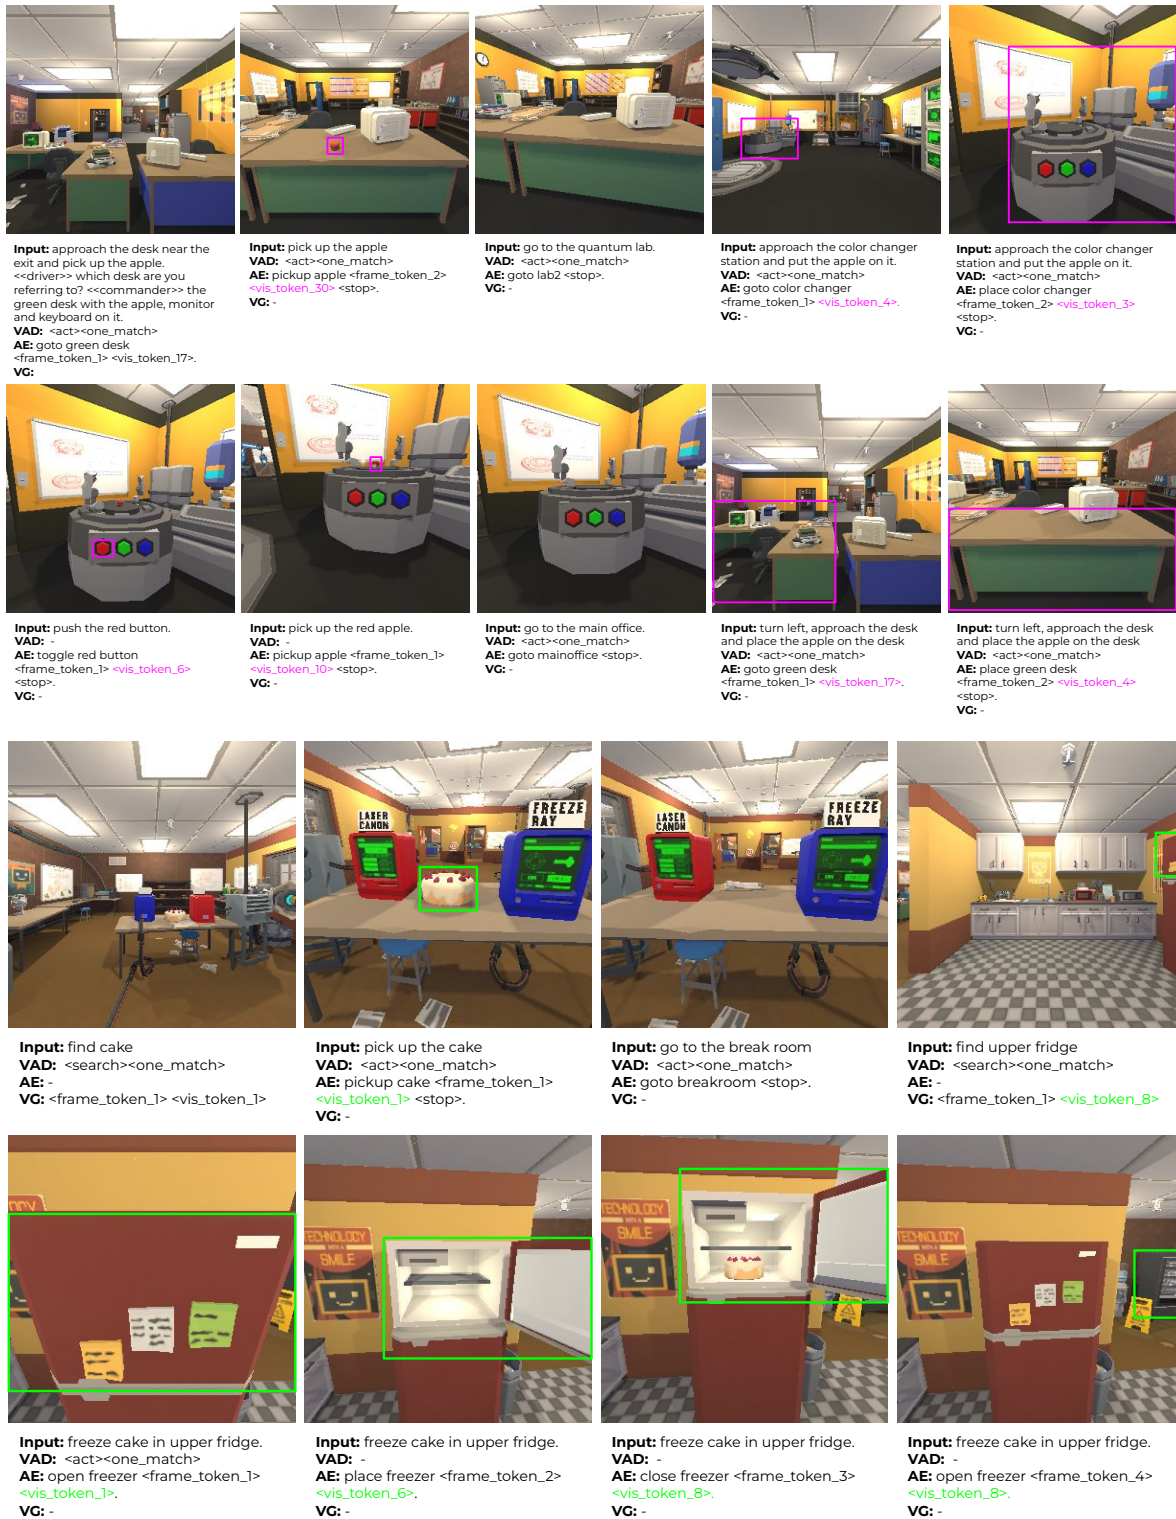 Input: approach the desk near the
exit and pick up the apple.
<<driver>> which desk are you
referring to? <<commander>> the
green desk with the apple, monitor
and keyboard on it.
VAD: <act><one_match>
AE: goto green desk
<frame_token_1> <vis_token_17>.
VG:
Input: pick up the apple
VAD: <act><one_match>
AE: pickup apple <frame_token_2>
<vis_token_30> <stop>.
VG: -
Input: go to the quantum lab.
VAD: <act><one_match>
AE: goto lab2 <stop>.
VG: -
Input: approach the color changer
station and put the apple on it.
VAD: <act><one_match>
AE: goto color changer
<frame_token_1> <vis_token_4>.
VG: -
Input: approach the color changer
station and put the apple on it.
VAD: <act><one_match>
AE: place color changer
<frame_token_2> <vis_token_3>
<stop>.
VG: -
Input: push the red button.
VAD: -
AE: toggle red button
<frame_token_1> <vis_token_6>
<stop>.
VG: -
Input: pick up the red apple.
VAD: -
AE: pickup apple <frame_token_1>
<vis_token_10> <stop>.
VG: -
Input: go to the main office.
VAD: <act><one_match>
AE: goto mainoffice <stop>.
VG: -
Input: turn left, approach the desk
and place the apple on the desk
VAD: <act><one_match>
AE: goto green desk
<frame_token_1> <vis_token_17>.
VG: -
Input: turn left, approach the desk
and place the apple on the desk
VAD: <act><one_match>
AE: place green desk
<frame_token_2> <vis_token_4>
<stop>.
VG: -
LASER
CANON
FREEZE
RAY
LASER
CANON
FREEZE
RAY
Input: find cake
VAD: <search><one_match>
AE: -
VG: <frame_token_1> <vis_token_1>
Input: pick up the cake
VAD: <act><one_match>
AE: pickup cake <frame_token_1>
<vis_token_1> <stop>.
VG: -
Input: go to the break room
VAD: <act><one_match>
AE: goto breakroom <stop>.
VG: -
Input: find upper fridge
VAD: <search><one_match>
AE: -
VG: <frame_token_1> <vis_token_8>
TECHNOLOGY
WITH A
SMILE
TECHNOLOGY
WITH A
SMILE
TECHNOLOGY
WITH A
SMILE
Input: freeze cake in upper fridge.
VAD: <act><one_match>
AE: open freezer <frame_token_1>
<vis_token_1>.
VG: -
Input: freeze cake in upper fridge.
VAD: -
AE: place freezer <frame_token_2>
<vis_token_6>.
VG: -
Input: freeze cake in upper fridge.
VAD: -
AE: close freezer <frame_token_3>
<vis_token_8>.
VG: -
Input: freeze cake in upper fridge.
VAD: -
AE: open freezer <frame_token_4>
<vis_token_8>.
VG: -